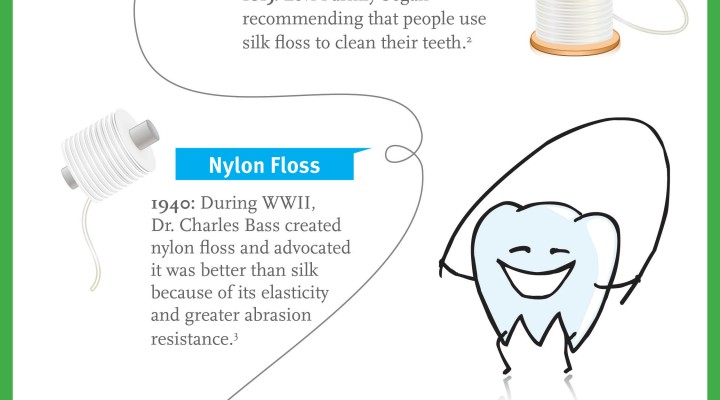 recommending that people use
silk floss to clean their teeth.²
Nylon Floss
1940: During WWII,
Dr. Charles Bass created
nylon floss and advocated
it was better than silk
because of its elasticity
and greater abrasion
resistance.³